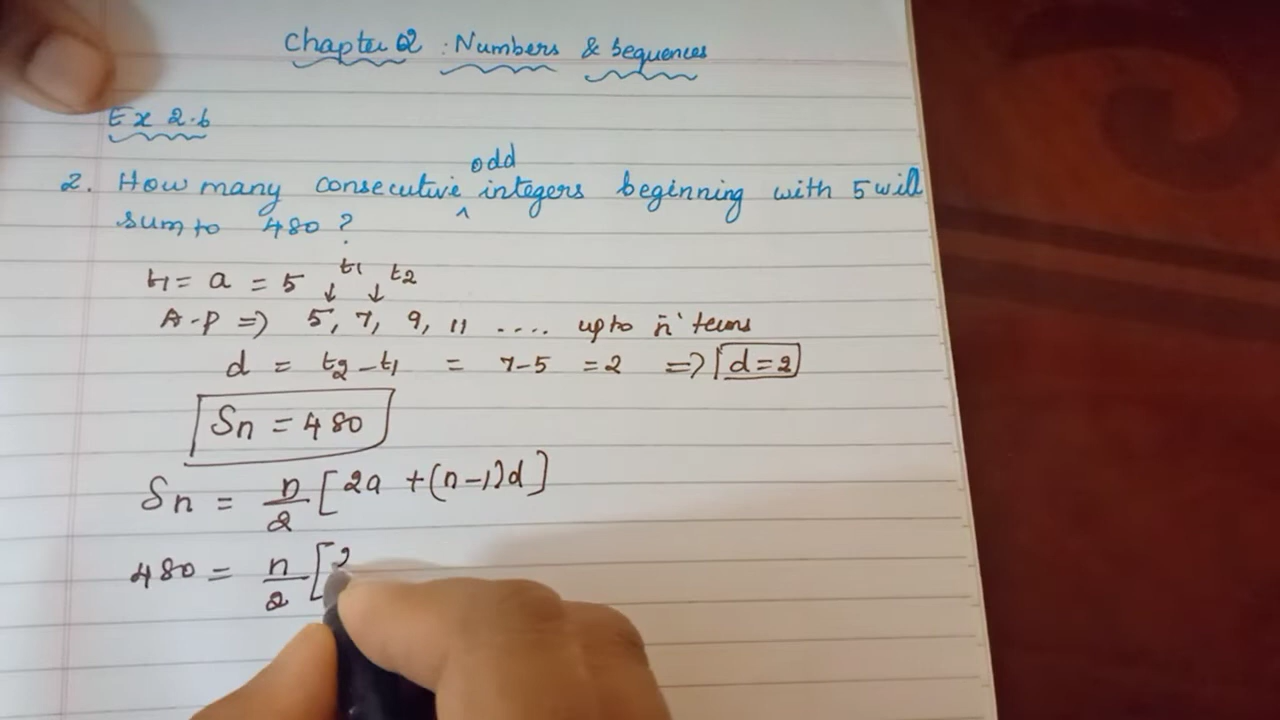 Chapter 2 : Numbers & Sequences
Ex 2.6
odd
2. How many consecutive ^ integers beginning with 5 will
sum to 480 ?
t1 = a = 5 t1 t2
↓ ↓
A.P => 5, 7, 9, 11 .... upto 'n' terms
d = t2 - t1 = 7-5 = 2 => d = 2
Sn = 480
Sn = n/2 [2a + (n-1)d]
480 = n/2 [2